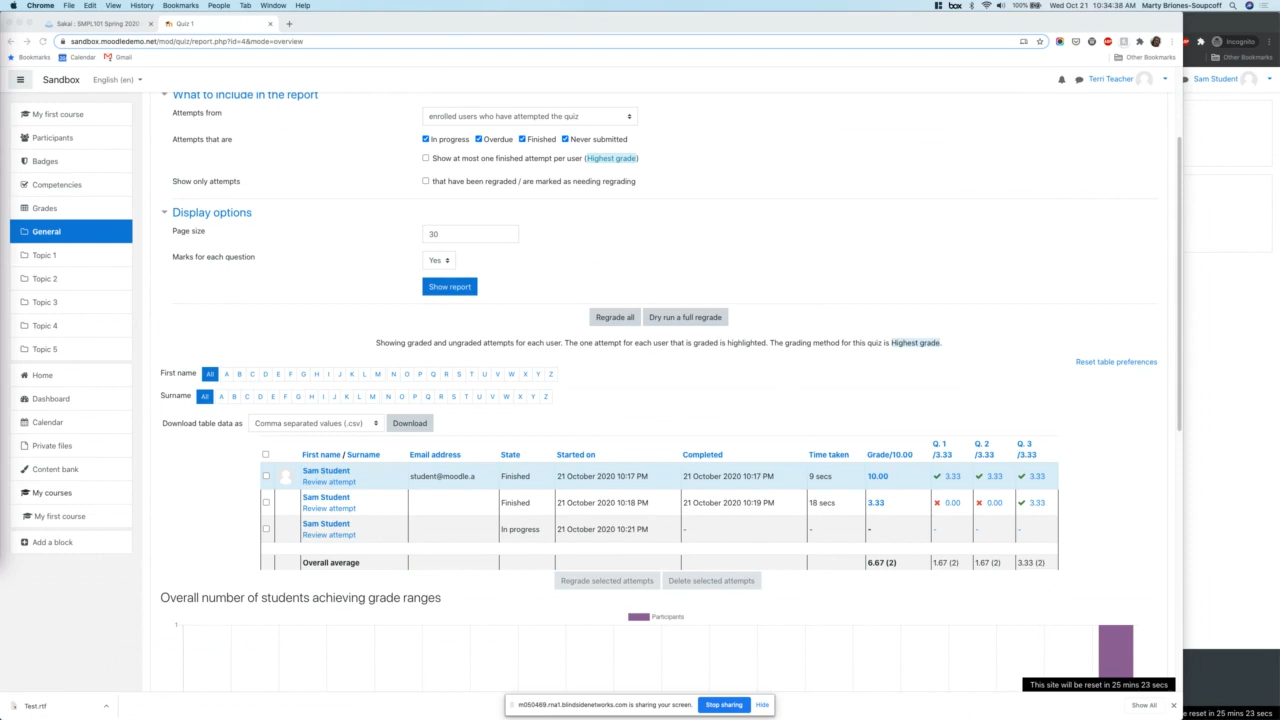 Chrome File Edit View History Bookmarks People Tab Window Help
box 100% Wed Oct 21 10:34:38 AM Marty Briones-Soupcoff
Sakai : SMPL101 Spring 2020 Quiz 1
sandbox.moodledemo.net/mod/quiz/report.php?id=4&mode=overview
Incognito
Bookmarks Calendar Gmail Other Bookmarks Other Bookmarks
Sandbox English (en) Terri Teacher Sam Student
My first course
Participants
Badges
Competencies
Grades
General
Topic 1
Topic 2
Topic 3
Topic 4
Topic 5
Home
Dashboard
Calendar
Private files
Content bank
My courses
My first course
Add a block
What to include in the report
Attempts from enrolled users who have attempted the quiz
Attempts that are In progress Overdue Finished Never submitted
Show at most one finished attempt per user (Highest grade)
Show only attempts that have been regraded / are marked as needing regrading
Display options
Page size 30
Marks for each question Yes
Show report
Regrade all Dry run a full regrade
Showing graded and ungraded attempts for each user. The one attempt for each user that is graded is highlighted. The grading method for this quiz is Highest grade.
Reset table preferences
First name All A B C D E F G H I J K L M N O P Q R S T U V W X Y Z
Surname All A B C D E F G H I J K L M N O P Q R S T U V W X Y Z
Download table data as Comma separated values (.csv) Download
First name / Surname Email address State Started on Completed Time taken Grade/10.00 Q. 1 /3.33 Q. 2 /3.33 Q. 3 /3.33
Sam Student student@moodle.a Finished 21 October 2020 10:17 PM 21 October 2020 10:17 PM 9 secs 10.00 3.33 3.33 3.33
Review attempt
Sam Student Finished 21 October 2020 10:18 PM 21 October 2020 10:19 PM 18 secs 3.33 0.00 0.00 3.33
Review attempt
Sam Student In progress 21 October 2020 10:21 PM - - - - - -
Review attempt
Overall average 6.67 (2) 1.67 (2) 1.67 (2) 3.33 (2)
Regrade selected attempts Delete selected attempts
Overall number of students achieving grade ranges
Participants
1
This site will be reset in 25 mins 23 secs
Test.rtf
m050469.rna1.blindsidenetworks.com is sharing your screen. Stop sharing Hide
Show All
e reset in 25 mins 23 secs